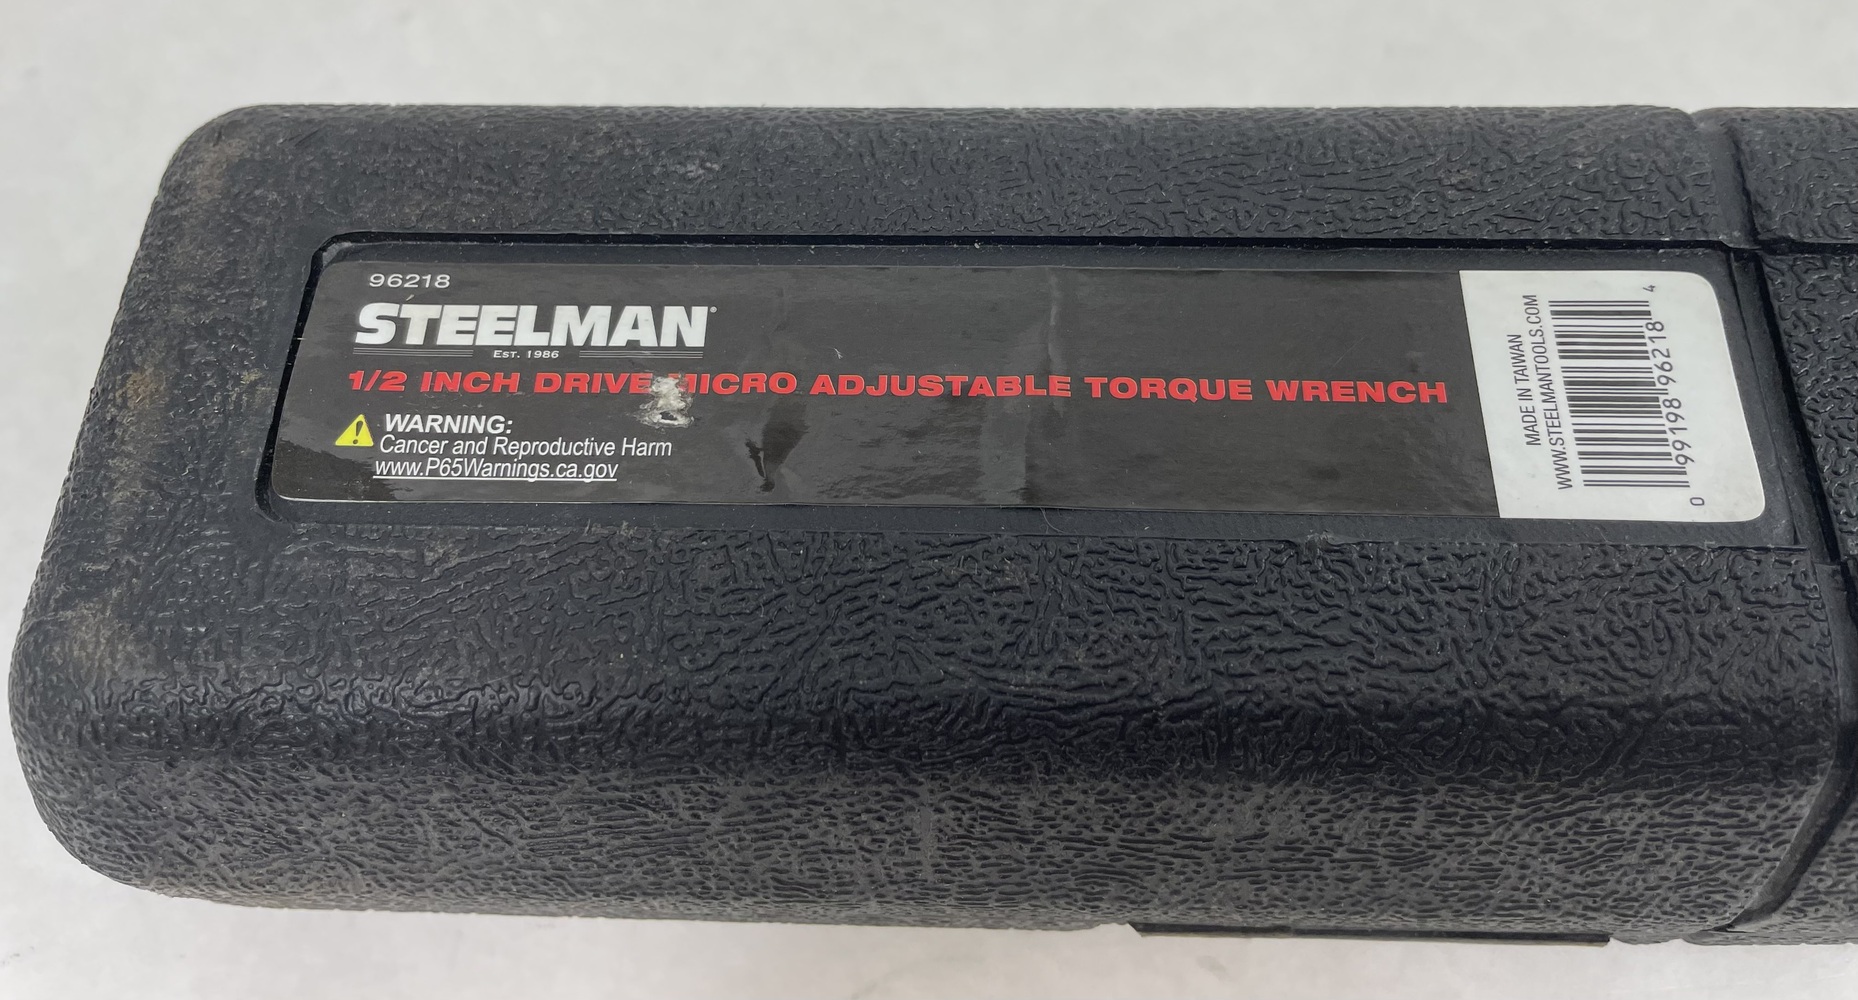 96218
STEELMAN®
EST. 1986
1/2 INCH DRIVE MICRO ADJUSTABLE TORQUE WRENCH
WARNING:
Cancer and Reproductive Harm
www.P65Warnings.ca.gov
MADE IN TAIWAN
WWW.STEELMANTOOLS.COM
0 99198 96218 4